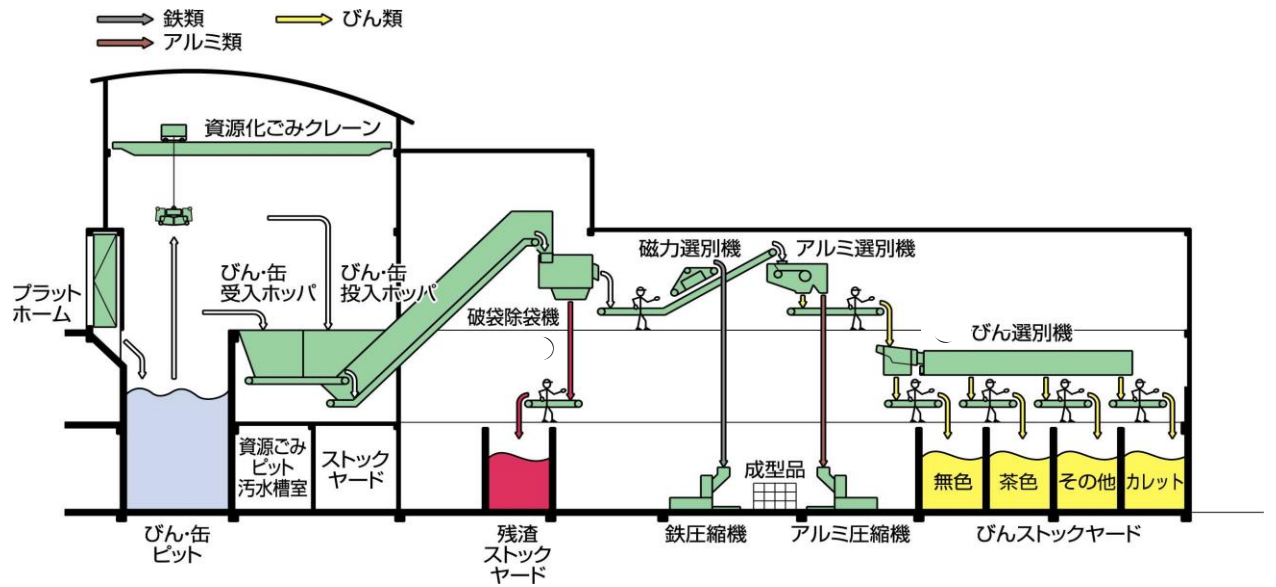 鉄類
びん類
アルミ類
資源化ごみクレーン
プラット
ホーム
びん・缶
受入ホッパ
びん・缶
投入ホッパ
破袋除袋機
磁力選別機
アルミ選別機
びん選別機
資源ごみ
ピット
汚水槽室
ストック
ヤード
成型品
無色
茶色
その他
カレット
びん・缶
ピット
残渣
ストック
ヤード
鉄圧縮機
アルミ圧縮機
びんストックヤード